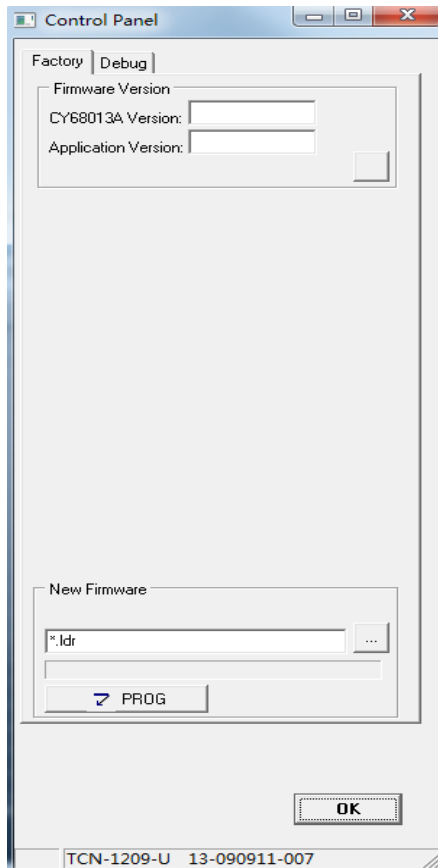 Control Panel
Factory Debug
Firmware Version
CY68013A Version:
Application Version:
New Firmware
*.ldr
...
PROG
OK
TCN-1209-U 13-090911-007